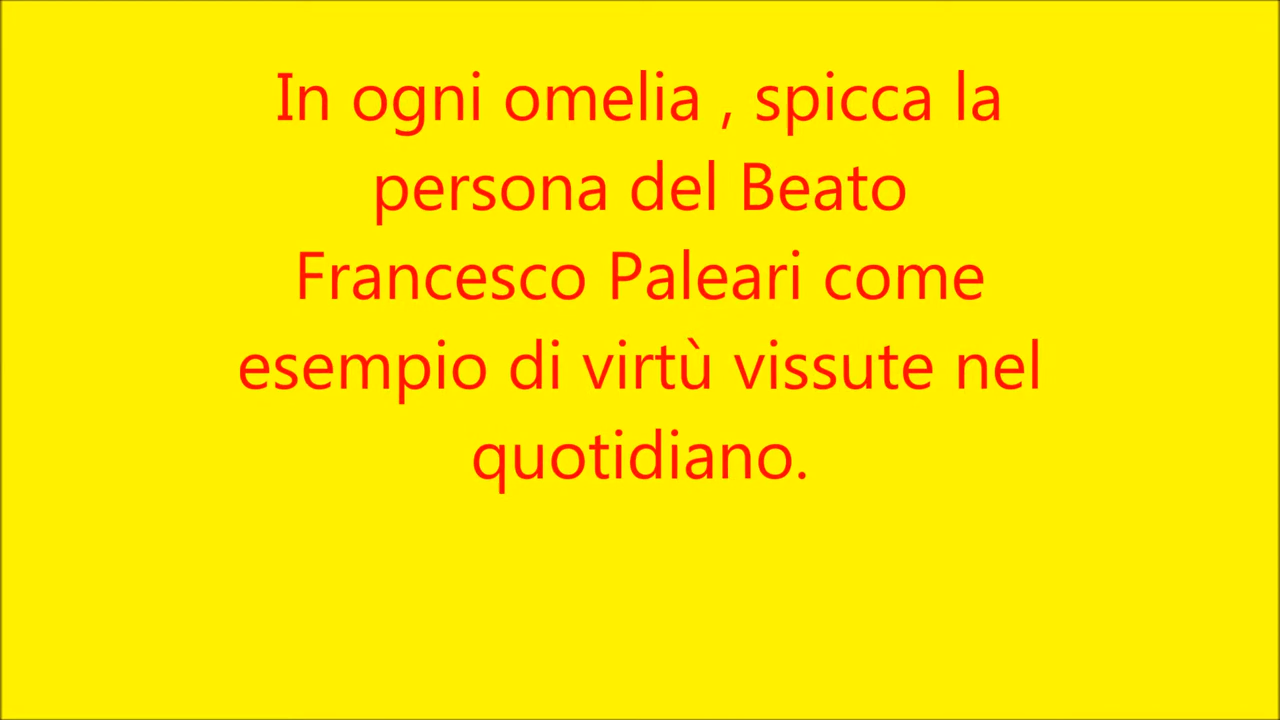 In ogni omelia , spicca la
persona del Beato
Francesco Paleari come
esempio di virtù vissute nel
quotidiano.